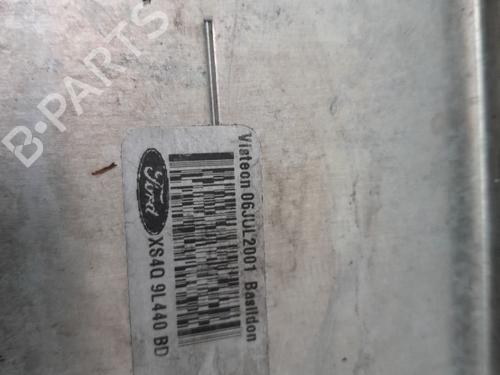 Visteon 06JUL2001 Basildon
Ford
XS4Q 9L440 BD
B-PARTS